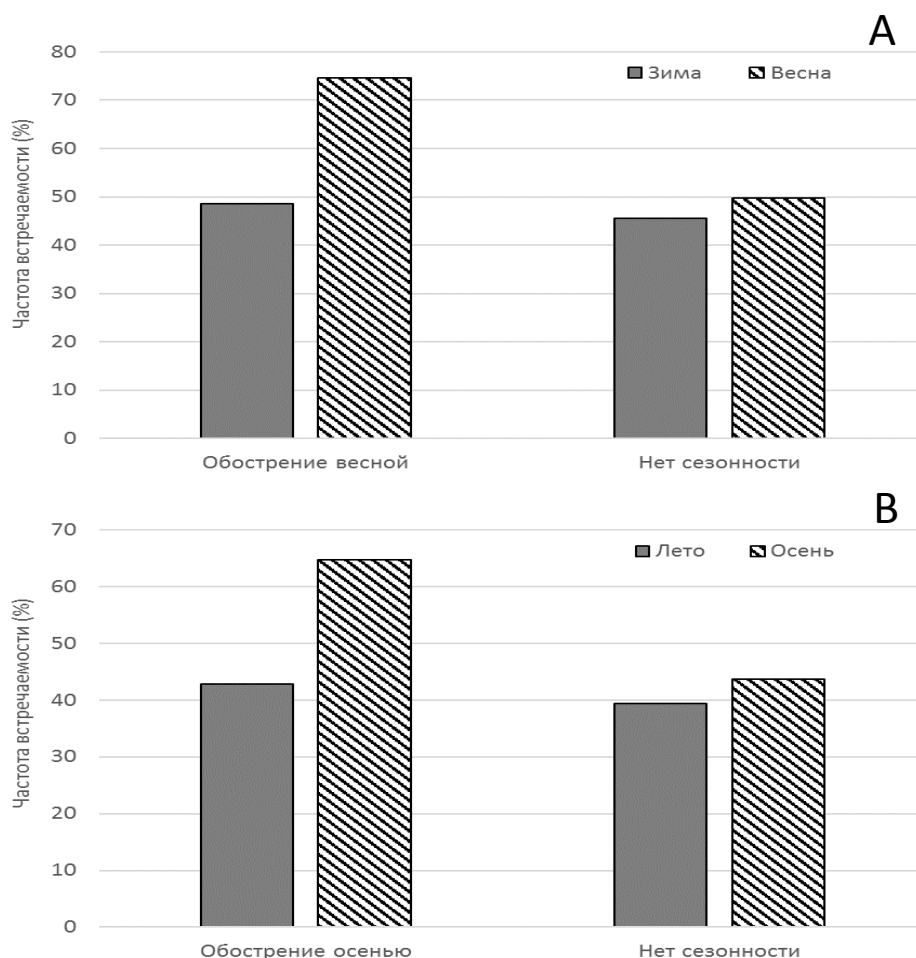 A
80
Зима
Весна
70
60
50
40
30
20
10
0
Частота встречаемости (%)
Обострение весной
Нет сезонности
B
70
Лето
Осень
60
50
40
30
20
10
0
Частота встречаемости (%)
Обострение осенью
Нет сезонности